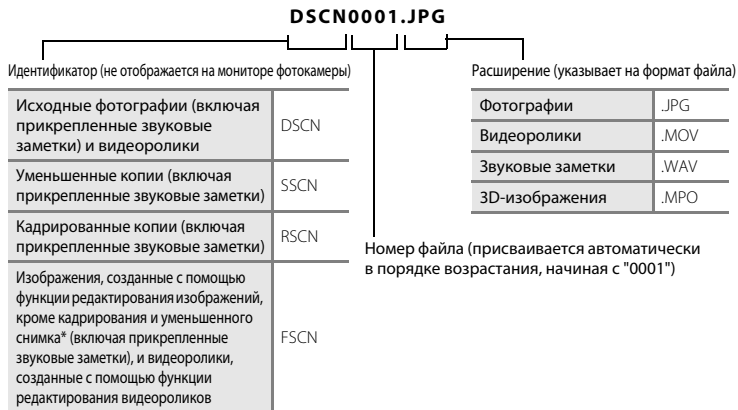 DSCN0001.JPG
Идентификатор (не отображается на мониторе фотокамеры)
Исходные фотографии (включая
прикрепленные звуковые
заметки) и видеоролики
DSCN
Уменьшенные копии (включая
прикрепленные звуковые заметки)
SSCN
Кадрированные копии (включая
прикрепленные звуковые заметки)
RSCN
Изображения, созданные с помощью
функции редактирования изображений,
кроме кадрирования и уменьшенного
снимка* (включая прикрепленные
звуковые заметки), и видеоролики,
созданные с помощью функции
редактирования видеороликов
FSCN
Расширение (указывает на формат файла)
Фотографии .JPG
Видеоролики .MOV
Звуковые заметки .WAV
3D-изображения .MPO
Номер файла (присваивается автоматически
в порядке возрастания, начиная с "0001")